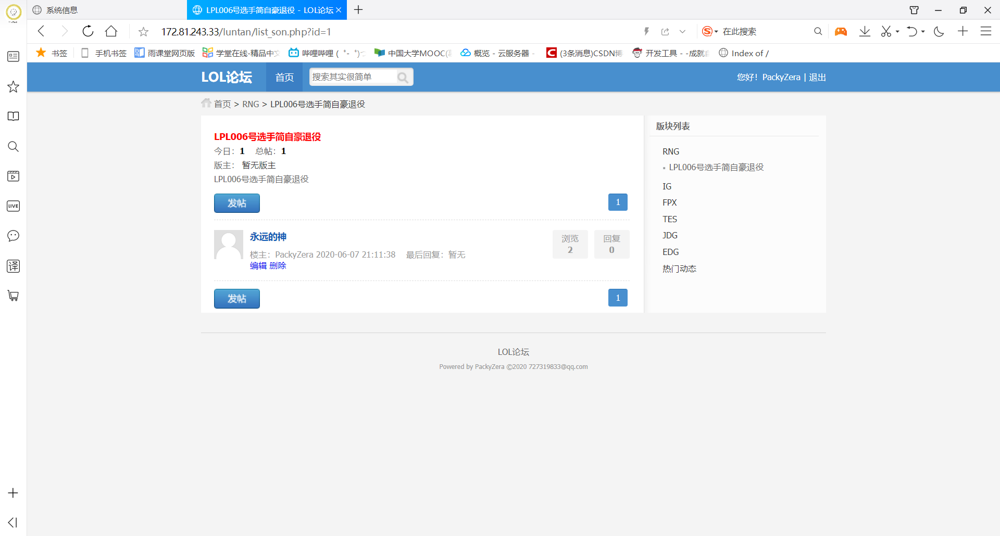 系统信息
LPL006号选手简自豪退役 - LOL论坛
172.81.243.33/luntan/list_son.php?id=1
在此搜索
书签
手机书签
雨课堂网页版
学堂在线-精品中
哔哩哔哩 (゜-゜)つ
中国大学MOOC(
概览 - 云服务器 -
(3条消息)CSDN博
开发工具 - -成就
Index of /
LOL论坛
首页
搜索其实很简单
您好！PackyZera | 退出
首页 > RNG > LPL006号选手简自豪退役
LPL006号选手简自豪退役
今日：1 总帖：1
版主： 暂无版主
LPL006号选手简自豪退役
发帖
1
永远的神
楼主：PackyZera 2020-06-07 21:11:38 最后回复：暂无
编辑 删除
浏览
2
回复
0
发帖
1
版块列表
RNG
LPL006号选手简自豪退役
IG
FPX
TES
JDG
EDG
热门动态
LOL论坛
Powered by PackyZera ©2020 727319833@qq.com
LIVE
译